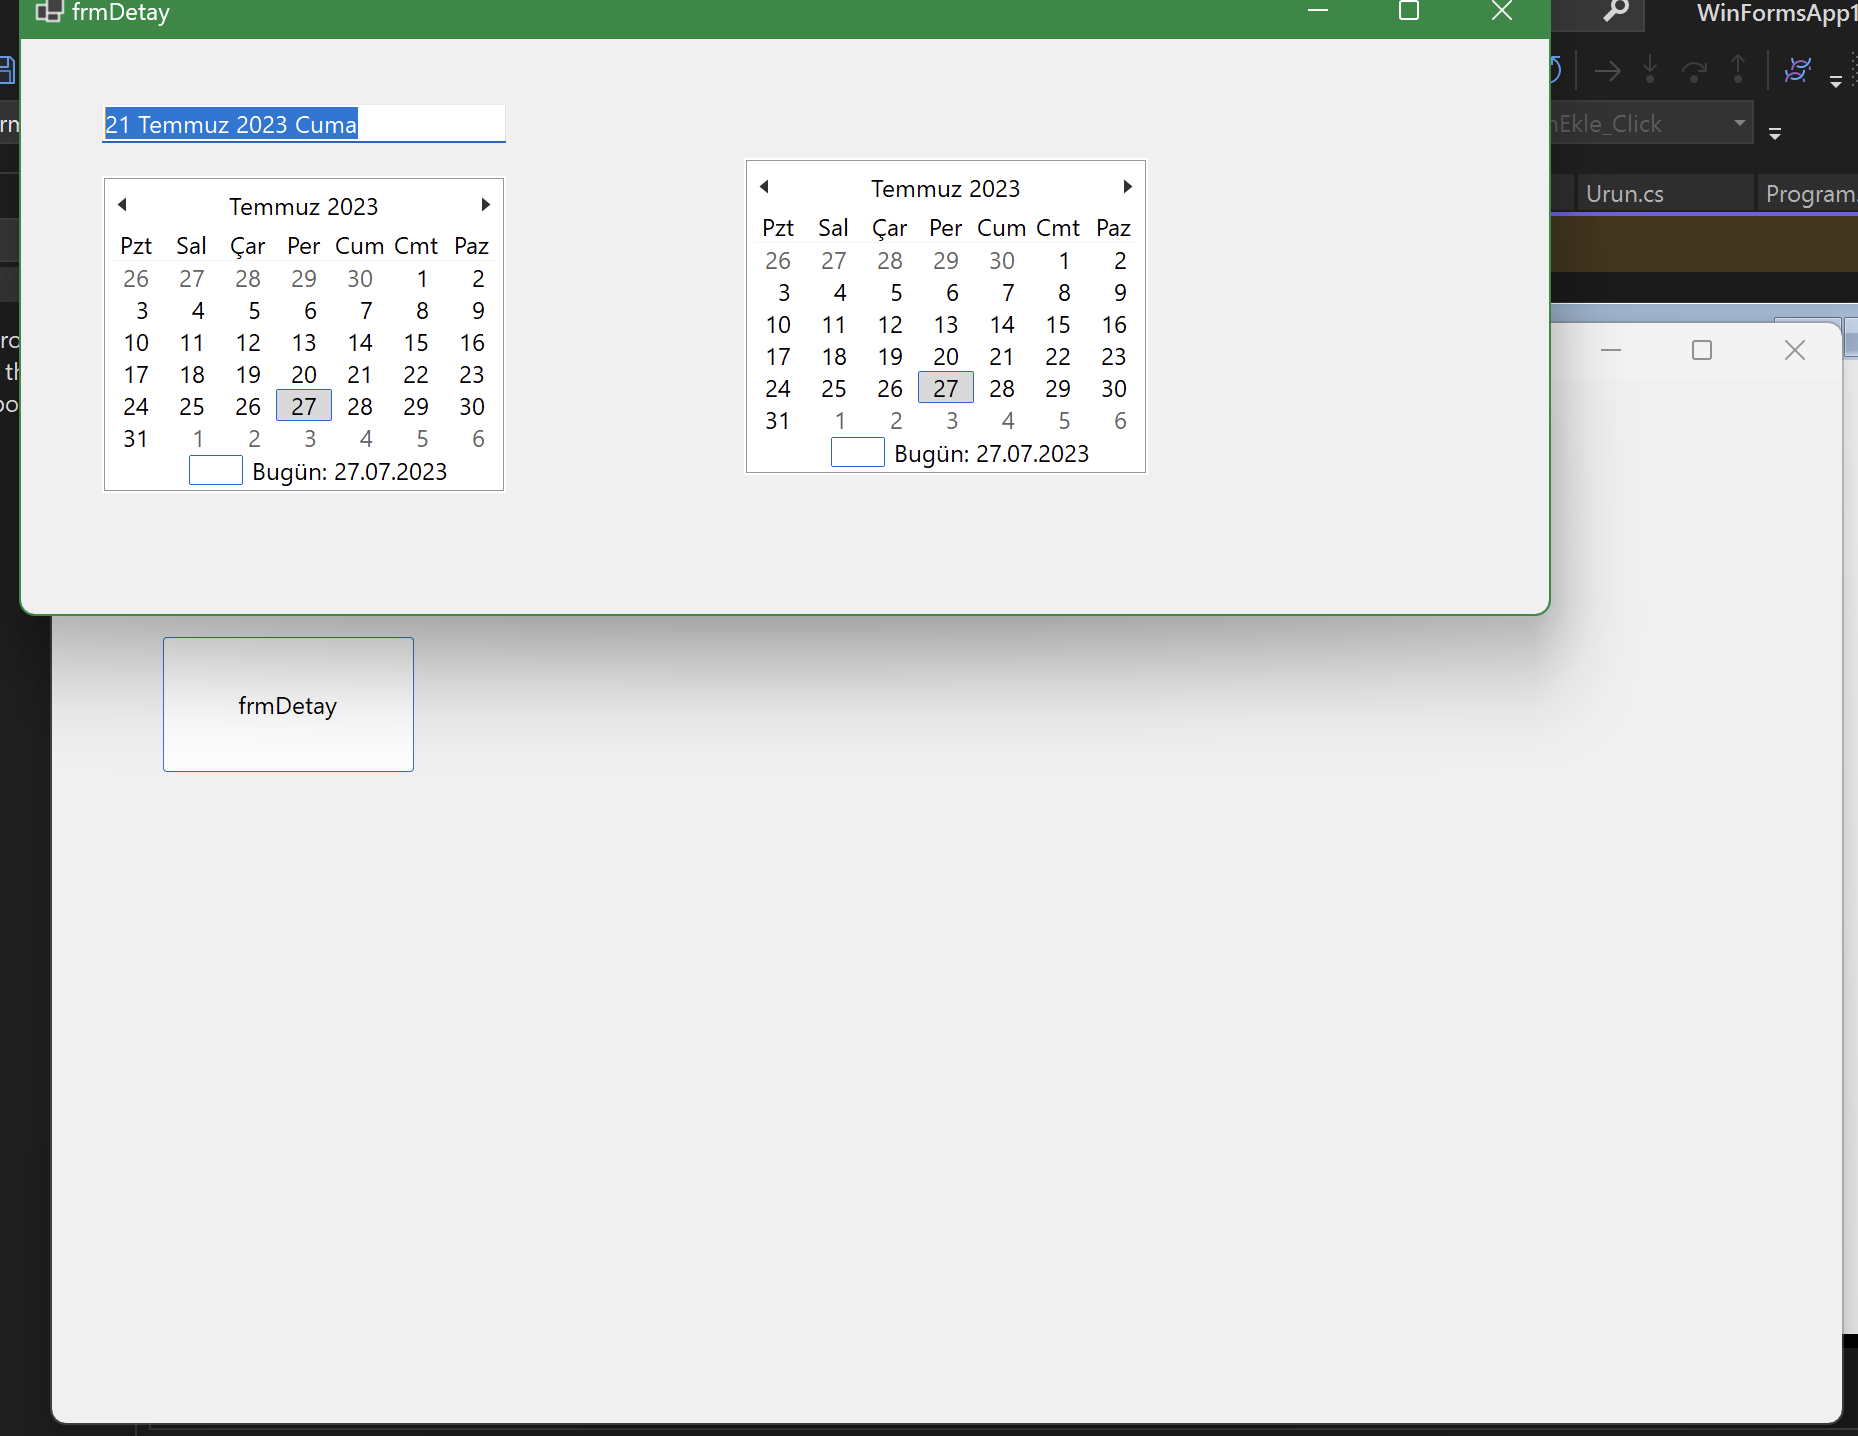 frmDetay
WinFormsApp1
Ekle_Click
Urun.cs
Program.
21 Temmuz 2023 Cuma
Temmuz 2023
Pzt Sal Çar Per Cum Cmt Paz
26 27 28 29 30 1 2
3 4 5 6 7 8 9
10 11 12 13 14 15 16
17 18 19 20 21 22 23
24 25 26 27 28 29 30
31 1 2 3 4 5 6
Bugün: 27.07.2023
Temmuz 2023
Pzt Sal Çar Per Cum Cmt Paz
26 27 28 29 30 1 2
3 4 5 6 7 8 9
10 11 12 13 14 15 16
17 18 19 20 21 22 23
24 25 26 27 28 29 30
31 1 2 3 4 5 6
Bugün: 27.07.2023
frmDetay